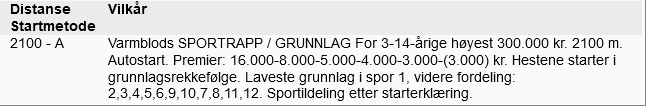 Distanse Vilkår
Startmetode
2100 - A Varmblods SPORTRAPP / GRUNNLAG For 3-14-årige høyest 300.000 kr. 2100 m.
Autostart. Premier: 16.000-8.000-5.000-4.000-3.000-(3.000) kr. Hestene starter i
grunnlagsrekkefølge. Laveste grunnlag i spor 1, videre fordeling:
2,3,4,5,6,9,10,7,8,11,12. Sportildeling etter starterklæring.